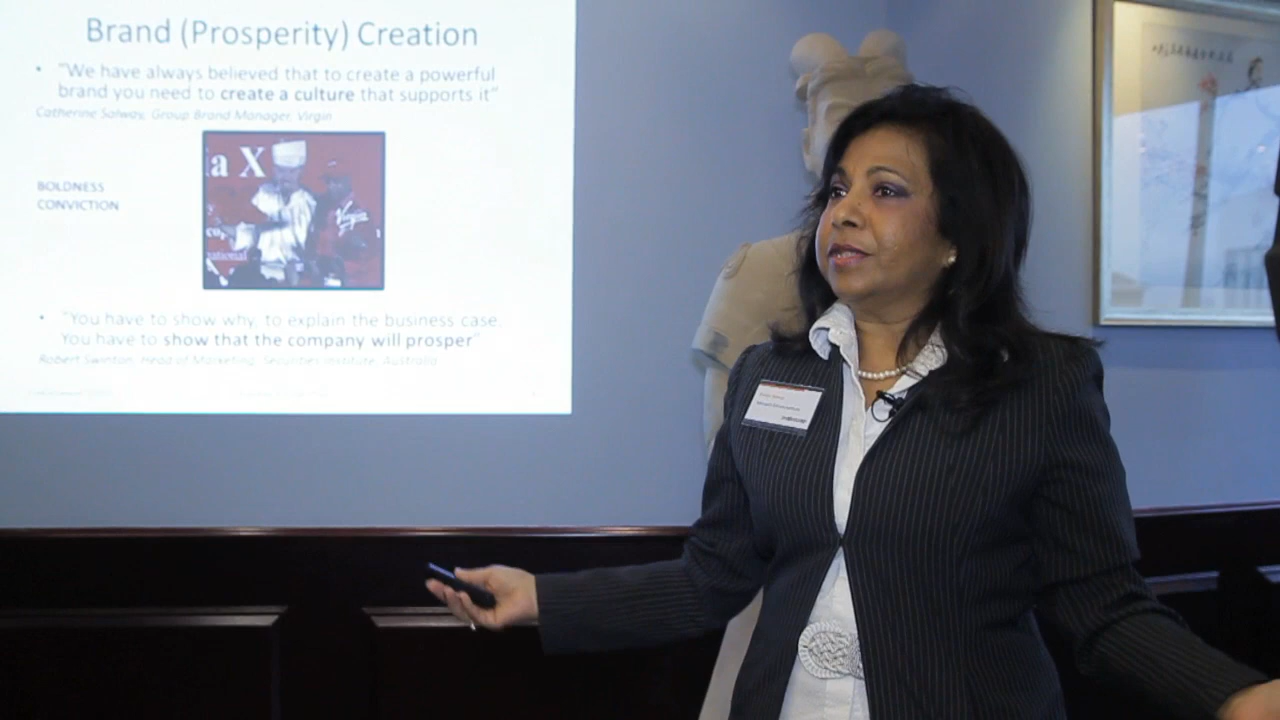 Brand (Prosperity) Creation
• "We have always believed that to create a powerful
brand you need to create a culture that supports it"
Catherine Salway, Group Brand Manager, Virgin
a X
Virgin
BOLDNESS
CONVICTION
• "You have to show why, to explain the business case.
You have to show that the company will prosper"
Robert Swinton, Head of Marketing, Securities Institute, Australia